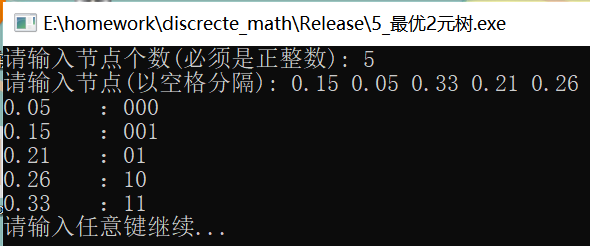 E:\homework\discrecte_math\Release\5_最优2元树.exe
请输入节点个数(必须是正整数): 5
请输入节点(以空格分隔): 0.15 0.05 0.33 0.21 0.26
0.05    : 000
0.15    : 001
0.21    : 01
0.26    : 10
0.33    : 11
请输入任意键继续...